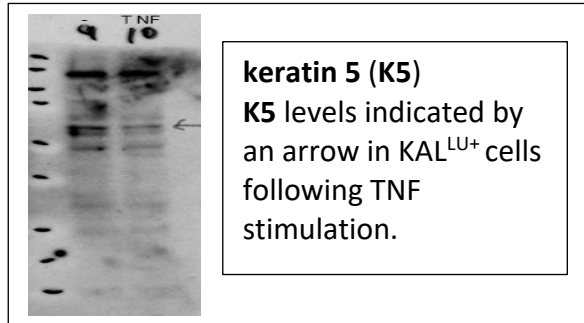 - TNF
9 10
keratin 5 (K5)
K5 levels indicated by
an arrow in KALLU+ cells
following TNF
stimulation.